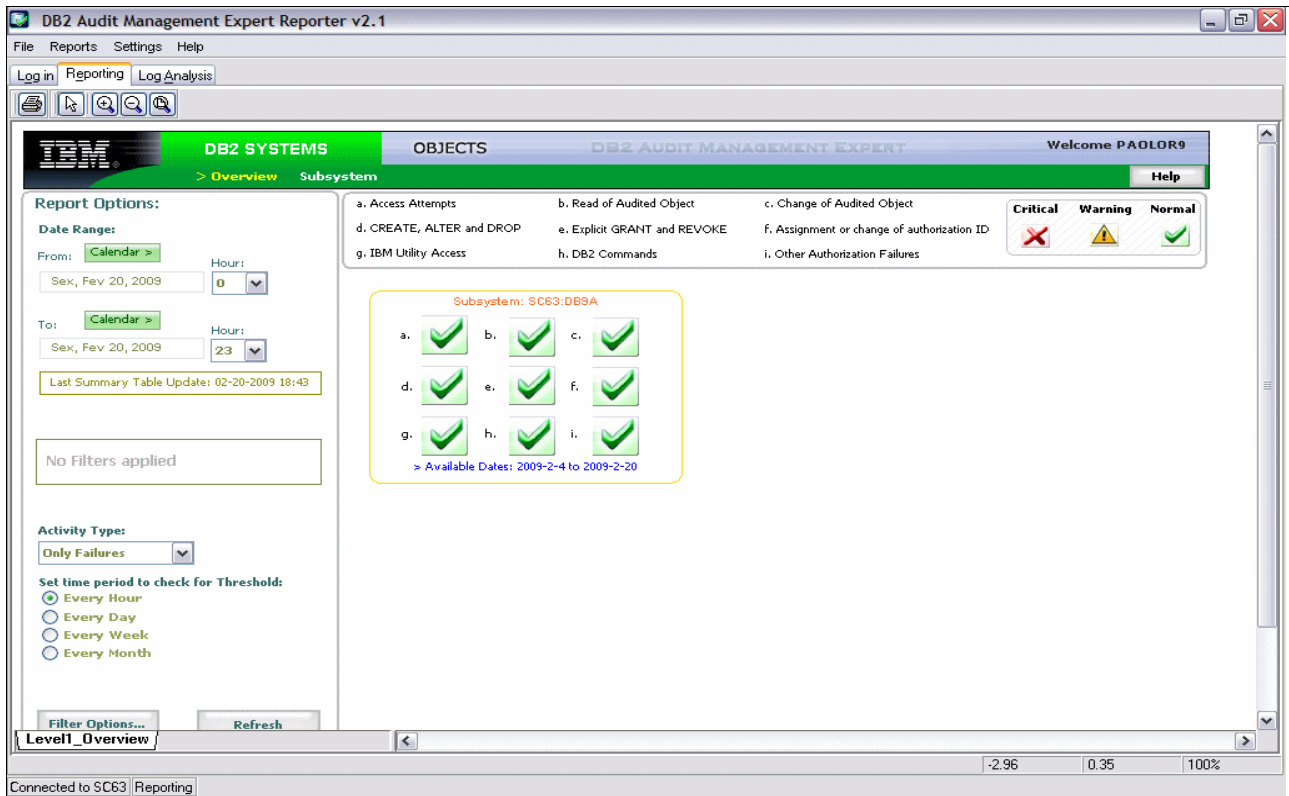 DB2 Audit Management Expert Reporter v2.1
File Reports Settings Help
Log in Reporting Log Analysis
IBM® DB2 SYSTEMS OBJECTS DB2 AUDIT MANAGEMENT EXPERT Welcome PAOLOR9
> Overview Subsystem Help
Report Options:
Date Range:
From: Calendar >
Hour:
Sex, Fev 20, 2009 0
To: Calendar >
Hour:
Sex, Fev 20, 2009 23
Last Summary Table Update: 02-20-2009 18:43
No Filters applied
Activity Type:
Only Failures
Set time period to check for Threshold:
Every Hour
Every Day
Every Week
Every Month
Filter Options... Refresh
a. Access Attempts b. Read of Audited Object c. Change of Audited Object
d. CREATE, ALTER and DROP e. Explicit GRANT and REVOKE f. Assignment or change of authorization ID
g. IBM Utility Access h. DB2 Commands i. Other Authorization Failures
Critical Warning Normal
Subsystem: SC63:DB9A
a. b. c.
d. e. f.
g. h. i.
> Available Dates: 2009-2-4 to 2009-2-20
Level1_Overview
-2.96 0.35 100%
Connected to SC63 Reporting